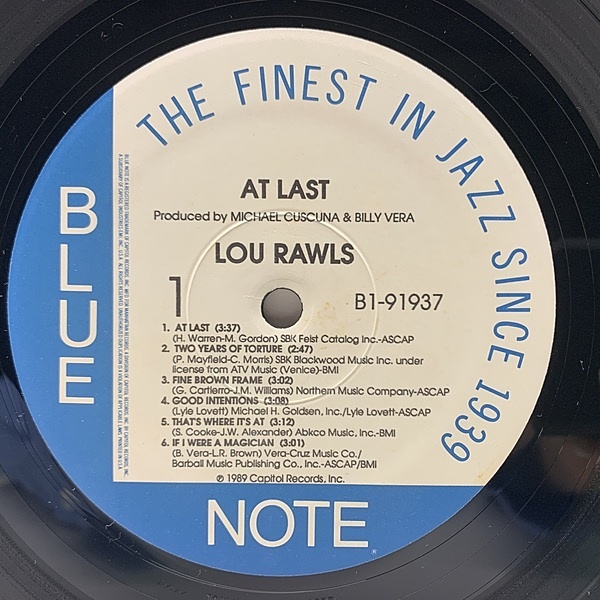 THE FINEST IN JAZZ SINCE 1939
BLUE
AT LAST
Produced by MICHAEL CUSCUNA & BILLY VERA
LOU RAWLS
1
B1-91937
1. AT LAST (3:37)
(H. Warren-M. Gordon) SBK Feist Catalog Inc.-ASCAP
2. TWO YEARS OF TORTURE (2:47)
(P. Mayfield-C. Morris) SBK Blackwood Music Inc. under
license from ATV Music (Venice)-BMI
3. FINE BROWN FRAME (3:02)
(G. Cartierro-J.M. Williams) Northern Music Company-ASCAP
4. GOOD INTENTIONS (3:08)
(Lyle Lovett) Michael H. Goldsen, Inc./Lyle Lovett-ASCAP
5. THAT'S WHERE IT'S AT (3:12)
(S. Cooke-J.W. Alexander) Abkco Music, Inc.-BMI
6. IF I WERE A MAGICIAN (3:01)
(B. Vera-L.R. Brown) Vera-Cruz Music Co./
Barball Music Publishing Co., Inc.-ASCAP/BMI
℗ 1989 Capitol Records, Inc.
NOTE